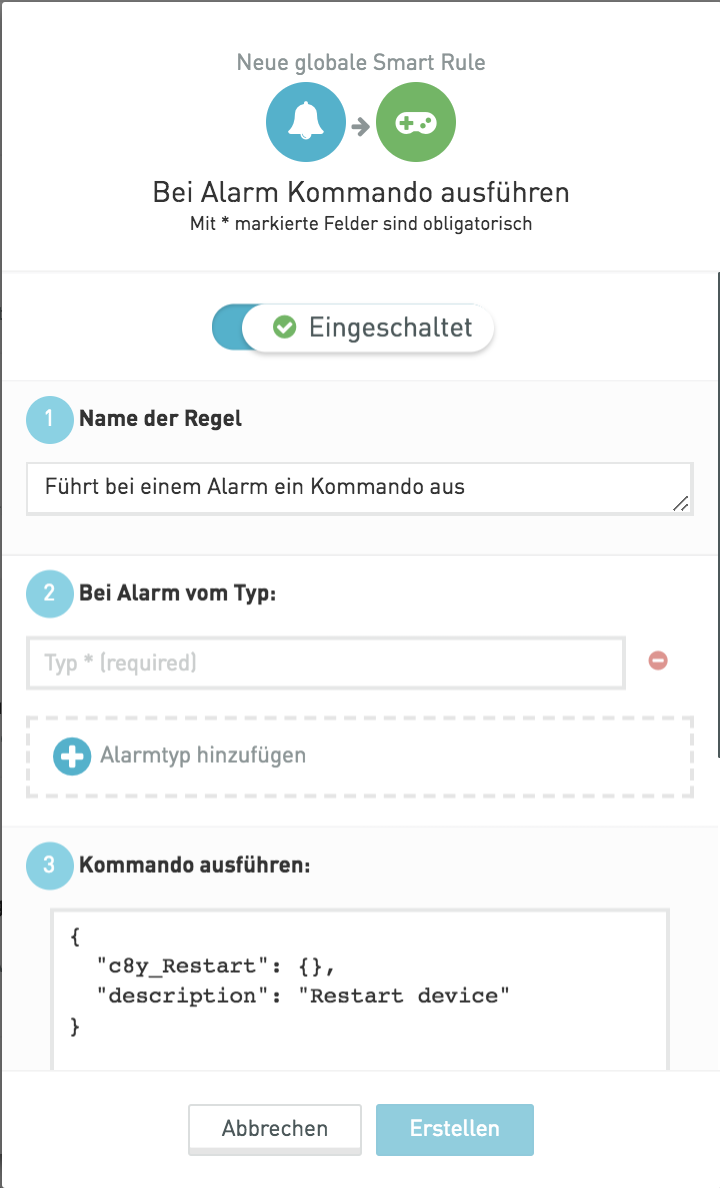 Neue globale Smart Rule
Bei Alarm Kommando ausführen
Mit * markierte Felder sind obligatorisch
Eingeschaltet
1 Name der Regel
Führt bei einem Alarm ein Kommando aus
2 Bei Alarm vom Typ:
Typ * (required)
Alarmtyp hinzufügen
3 Kommando ausführen:
{
  "c8y_Restart": {},
  "description": "Restart device"
}
Abbrechen Erstellen